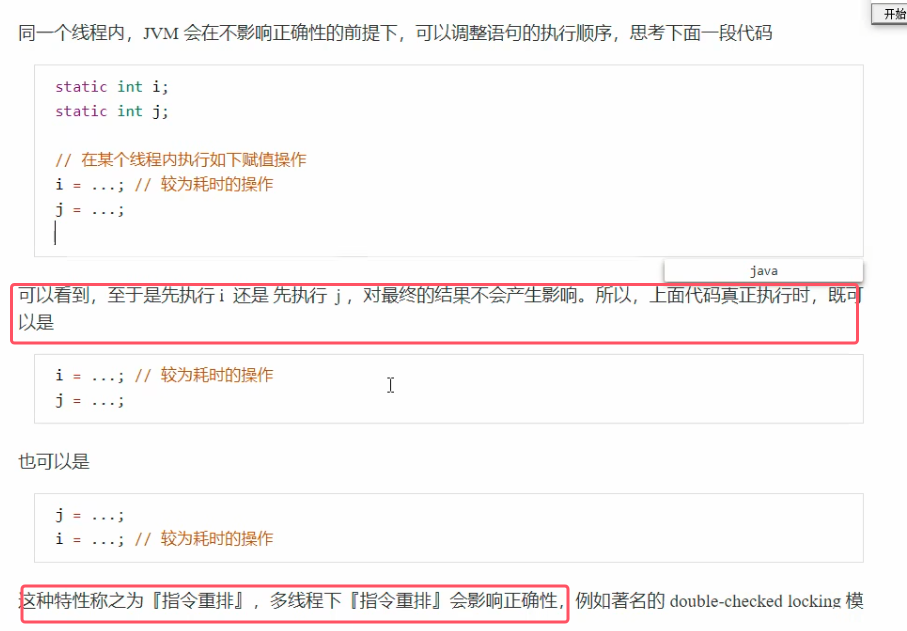 开始
同一个线程内，JVM 会在不影响正确性的前提下，可以调整语句的执行顺序，思考下面一段代码
static int i;
static int j;
// 在某个线程内执行如下赋值操作
i = ...; // 较为耗时的操作
j = ...;
java
可以看到，至于是先执行 i 还是 先执行 j ，对最终的结果不会产生影响。所以，上面代码真正执行时，既可
以是
i = ...; // 较为耗时的操作
j = ...;
也可以是
j = ...;
i = ...; // 较为耗时的操作
这种特性称之为『指令重排』，多线程下『指令重排』会影响正确性，例如著名的 double-checked locking 模